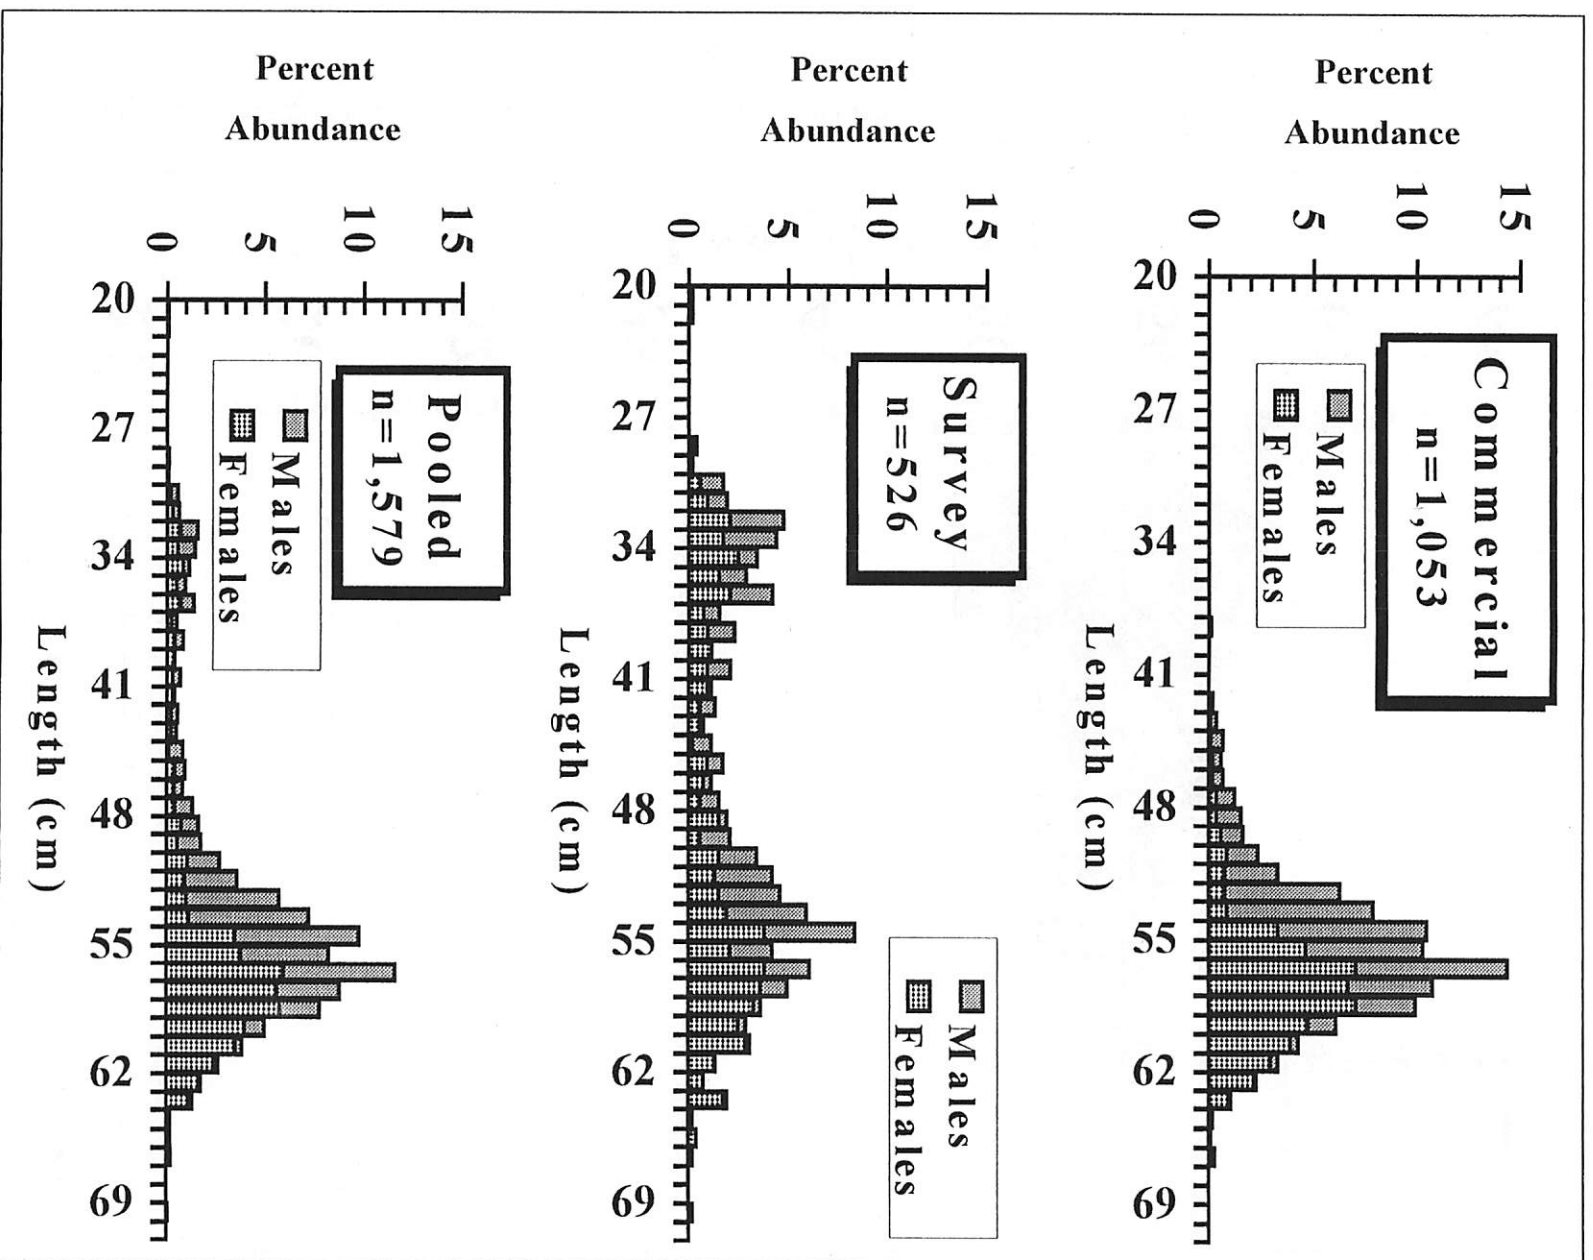 Percent
Abundance
15
10
5
0
20
27
34
41
48
55
62
69
Length (cm)
Commercial
n=1,053
Males
Females
Percent
Abundance
15
10
5
0
20
27
34
41
48
55
62
69
Length (cm)
Survey
n=526
Males
Females
Percent
Abundance
15
10
5
0
20
27
34
41
48
55
62
69
Length (cm)
Pooled
n=1,579
Males
Females